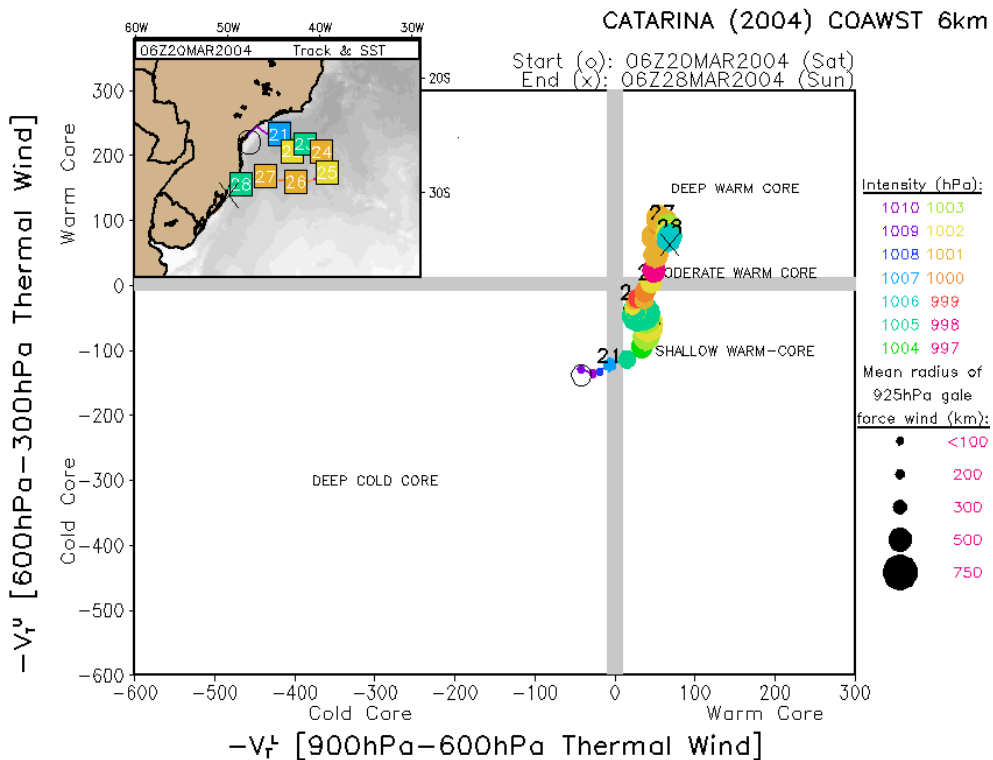 CATARINA (2004) COAWST 6km
Start (o): 06Z20MAR2004 (Sat)
End (x): 06Z28MAR2004 (Sun)
60W 50W 40W 30W
06Z20MAR2004 Track & SST
20S
30S
21
23
24
25
26
27
28
-V_T^U [600hPa-300hPa Thermal Wind]
Warm Core
Cold Core
300
200
100
0
-100
-200
-300
-400
-500
-600
DEEP WARM CORE
27
28
MODERATE WARM CORE
SHALLOW WARM-CORE
21
DEEP COLD CORE
-600 -500 -400 -300 -200 -100 0 100 200 300
Cold Core Warm Core
-V_T^L [900hPa-600hPa Thermal Wind]
Intensity (hPa):
1010 1003
1009 1002
1008 1001
1007 1000
1006 999
1005 998
1004 997
Mean radius of
925hPa gale
force wind (km):
<100
200
300
500
750